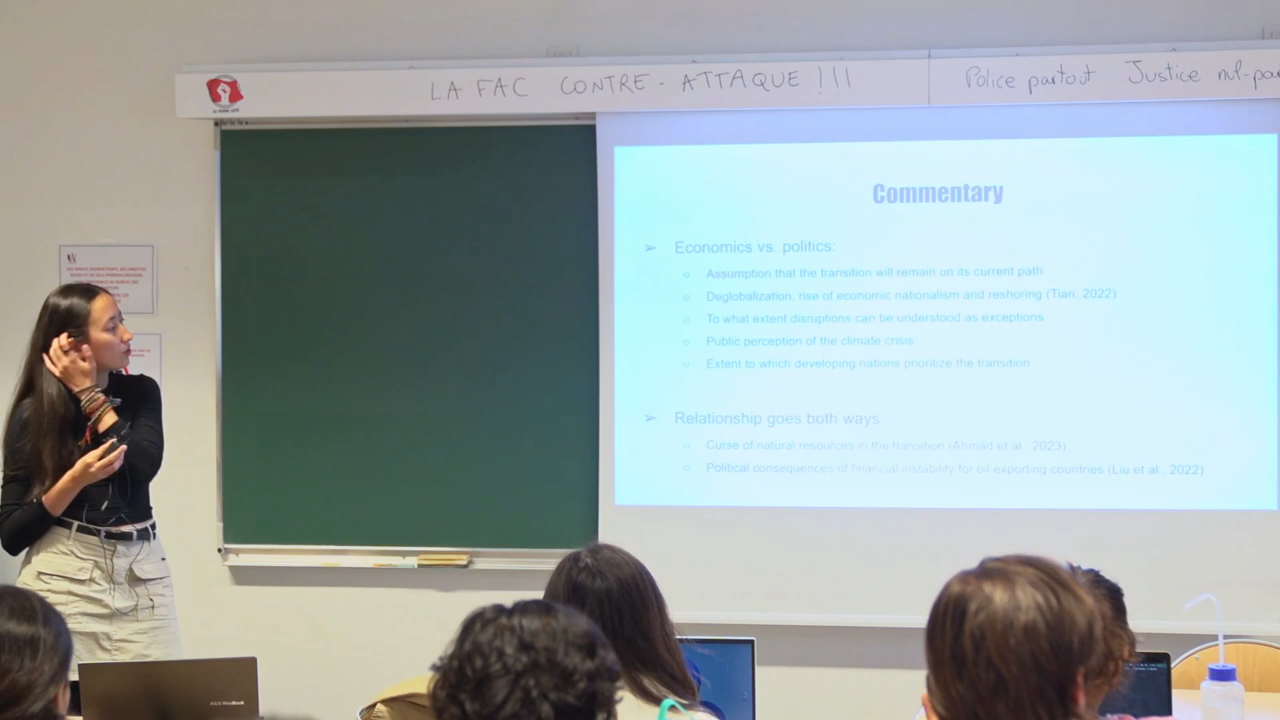 LA FAC CONTRE-ATTAQUE !!!
Police partout Justice nul-pa
Commentary
➢ Economics vs. politics:
○ Assumption that the transition will remain on its current path
○ Deglobalization, rise of economic nationalism and reshoring (Tian, 2022)
○ To what extent disruptions can be understood as exceptions
○ Public perception of the climate crisis
○ Extent to which developing nations prioritize the transition
➢ Relationship goes both ways:
○ Curse of natural resources in the transition (Ahmad et al., 2023)
○ Political consequences of financial instability for oil exporting countries (Liu et al., 2022)
ASUS VivoBook